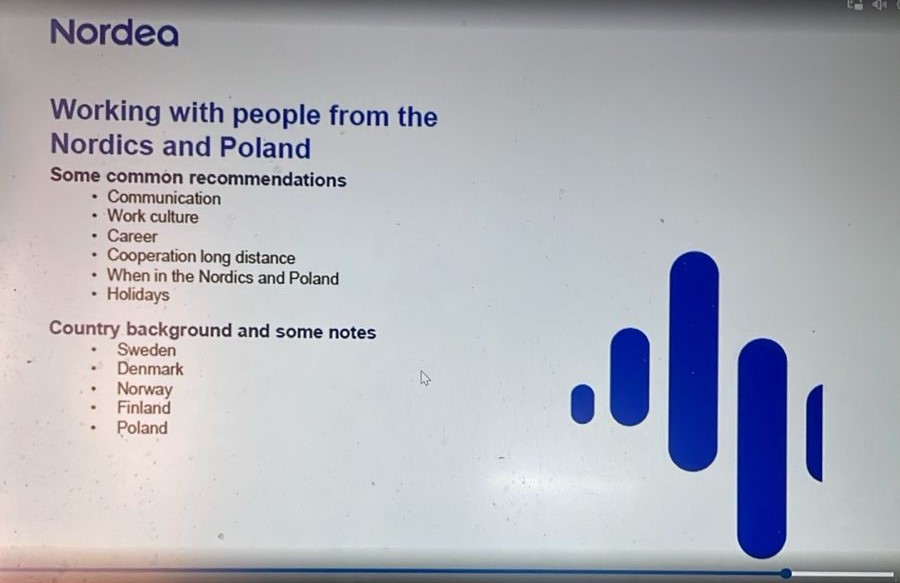 Nordea
Working with people from the
Nordics and Poland
Some common recommendations
• Communication
• Work culture
• Career
• Cooperation long distance
• When in the Nordics and Poland
• Holidays
Country background and some notes
• Sweden
• Denmark
• Norway
• Finland
• Poland